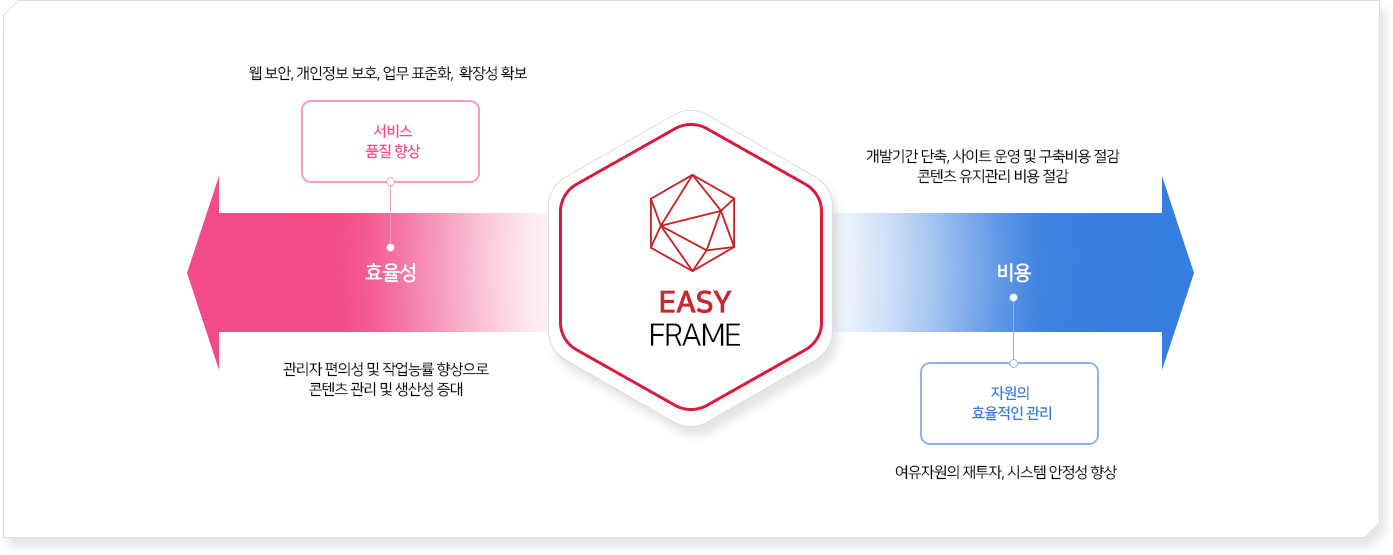 웹 보안, 개인정보 보호, 업무 표준화, 확장성 확보
서비스
품질 향상
효율성
관리자 편의성 및 작업능률 향상으로
콘텐츠 관리 및 생산성 증대
EASY
FRAME
개발기간 단축, 사이트 운영 및 구축비용 절감
콘텐츠 유지관리 비용 절감
비용
자원의
효율적인 관리
여유자원의 재투자, 시스템 안정성 향상